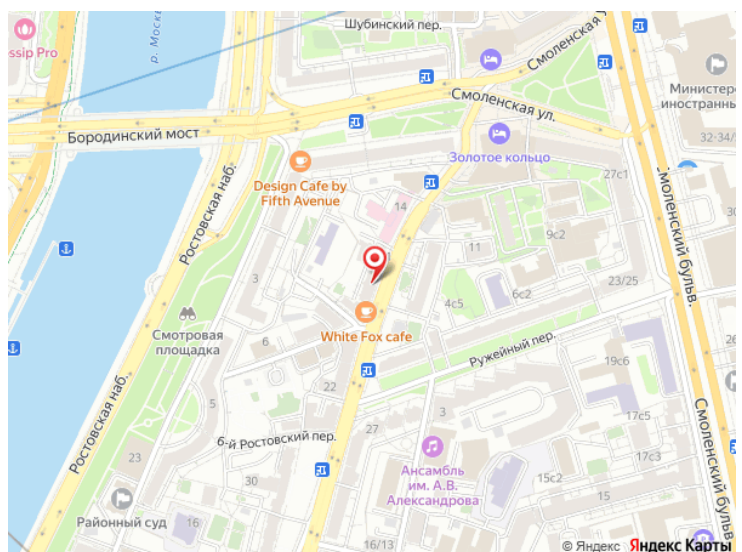 Шубинский пер.
Смоленская у
ssip Pro
р. Москв
Министерс
иностранны
32-34/5
Бородинский мост
Смоленская ул.
Золотое кольцо
27с1
Design Cafe by
Fifth Avenue
14
Ростовская наб.
11
9с2
Смоленский бульв.
3
23/25
6с2
4с5
Смотровая
площадка
White Fox cafe
6
Ружейный пер.
19с6
22
5
Ростовская наб.
6-й Ростовский пер.
27
3
17с5
Смоленский бульв.
23
Ансамбль
им. А.В.
Александрова
17с3
30
15
Районный суд
16
16/13
© Яндекс Яндекс Карты